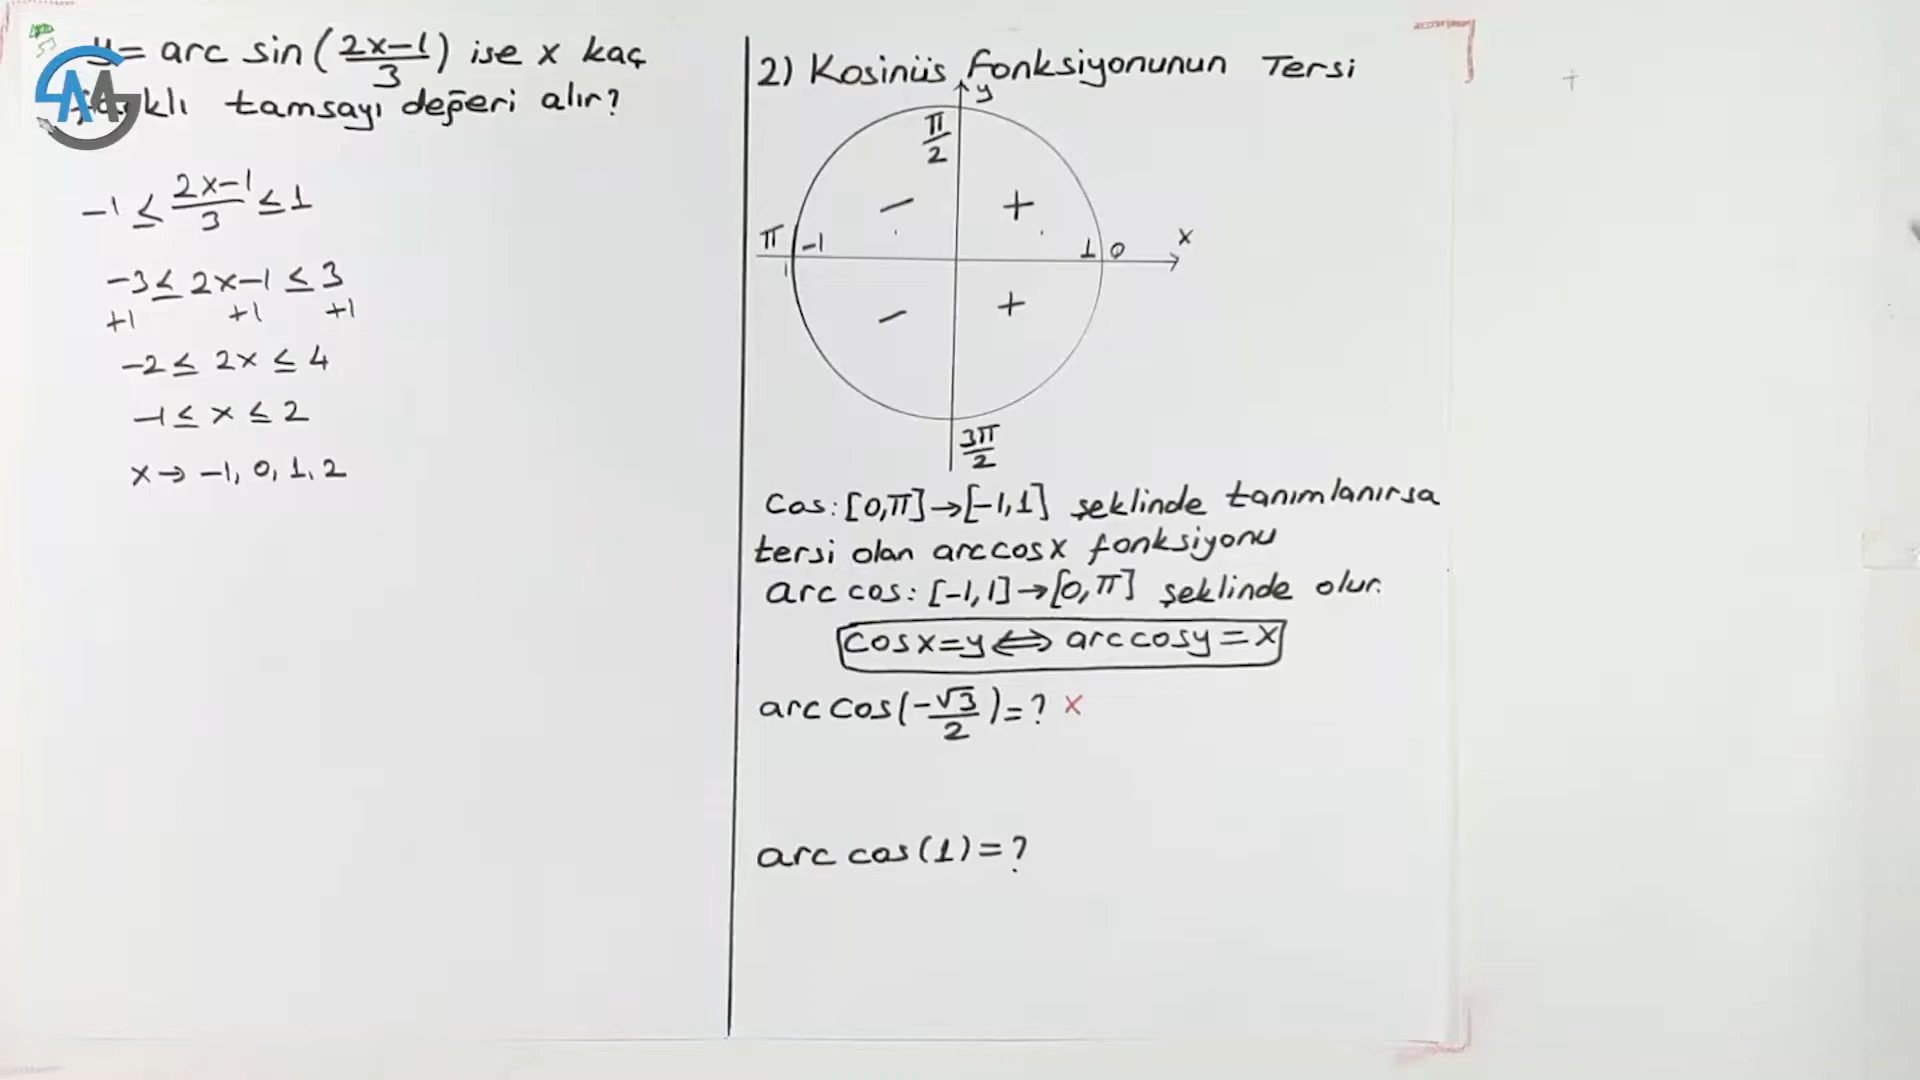 y= arc sin(2x-1/3) ise x kaç
farklı tamsayı değeri alır?
-1 ≤ 2x-1/3 ≤ 1
-3 ≤ 2x-1 ≤ 3
+1 +1 +1
-2 ≤ 2x ≤ 4
-1 ≤ x ≤ 2
x → -1, 0, 1, 2
2) Kosinüs Fonksiyonunun Tersi
y
π/2
- +
π -1 1 0 x
- +
3π/2
Cos: [0,π]→[-1,1] şeklinde tanımlanırsa
tersi olan arccosx fonksiyonu
arc cos: [-1,1]→[0,π] şeklinde olur.
cosx=y⇔arccosy=x
arc cos(-√3/2)=? x
arc cos(1)=?